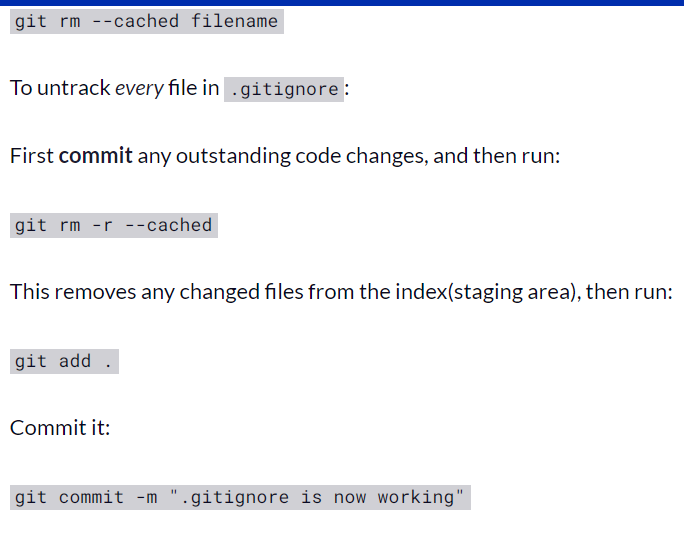 git rm --cached filename
To untrack every file in .gitignore:
First commit any outstanding code changes, and then run:
git rm -r --cached
This removes any changed files from the index(staging area), then run:
git add .
Commit it:
git commit -m ".gitignore is now working"